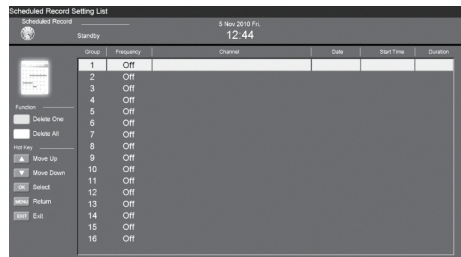 Scheduled Record Setting List
Scheduled Record
5 Nov 2010 Fri.
Standby
12:44
Group Frequency Channel Date Start Time Duration
1 Off
2 Off
3 Off
4 Off
5 Off
6 Off
7 Off
8 Off
9 Off
10 Off
11 Off
12 Off
13 Off
14 Off
15 Off
16 Off
Function
Delete One
Delete All
Hot Key
Move Up
Move Down
OK Select
MENU Return
EXIT Exit